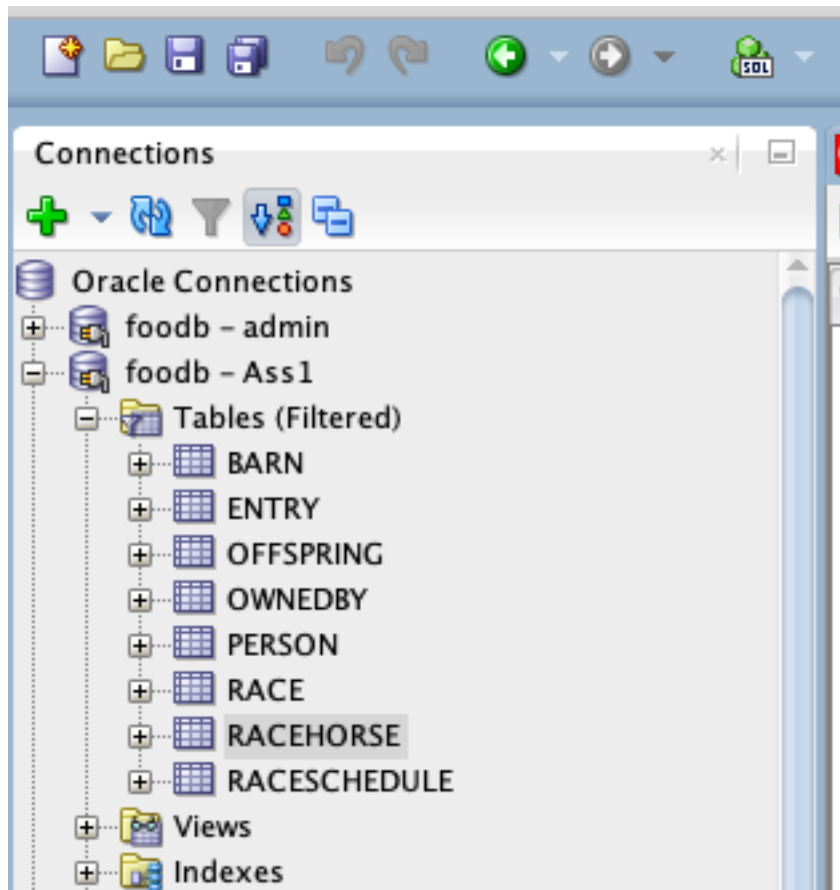 SQL
Connections
Oracle Connections
foodb – admin
foodb – Ass1
Tables (Filtered)
BARN
ENTRY
OFFSPRING
OWNEDBY
PERSON
RACE
RACEHORSE
RACESCHEDULE
Views
Indexes